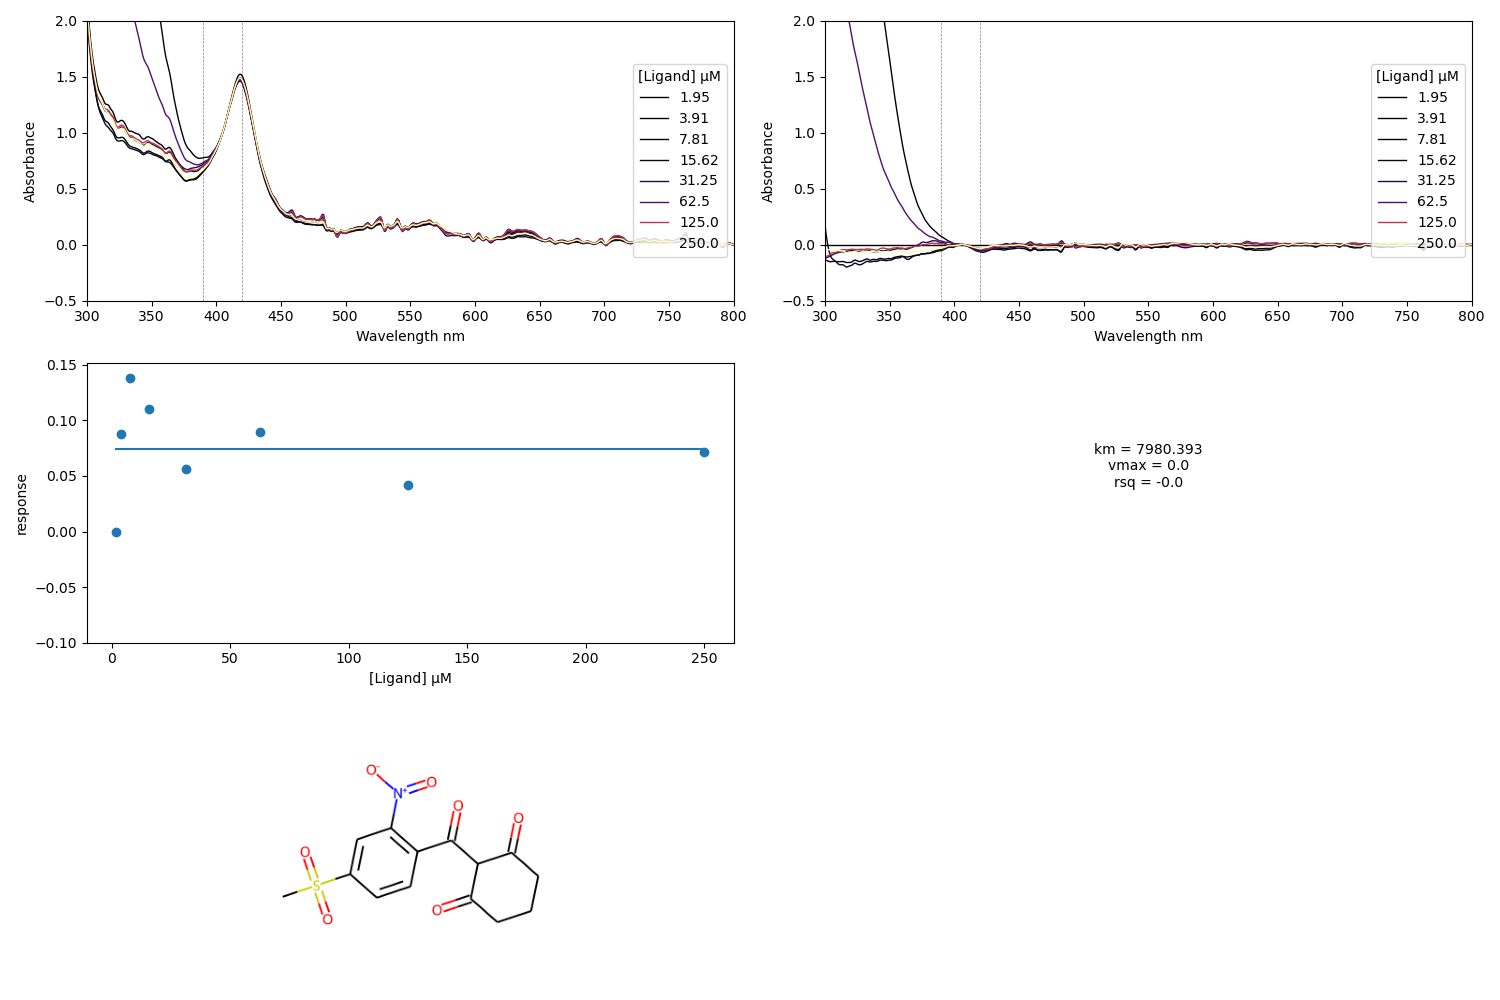 2.0
1.5
1.0
0.5
0.0
−0.5
Absorbance
300 350 400 450 500 550 600 650 700 750 800
Wavelength nm
[Ligand] µM
1.95
3.91
7.81
15.62
31.25
62.5
125.0
250.0
2.0
1.5
1.0
0.5
0.0
−0.5
Absorbance
300 350 400 450 500 550 600 650 700 750 800
Wavelength nm
[Ligand] µM
1.95
3.91
7.81
15.62
31.25
62.5
125.0
250.0
0.15
0.10
0.05
0.00
−0.05
−0.10
response
0 50 100 150 200 250
[Ligand] µM
km = 7980.393
vmax = 0.0
rsq = -0.0
O⁻
N⁺
O
O
O
O
S
O
O